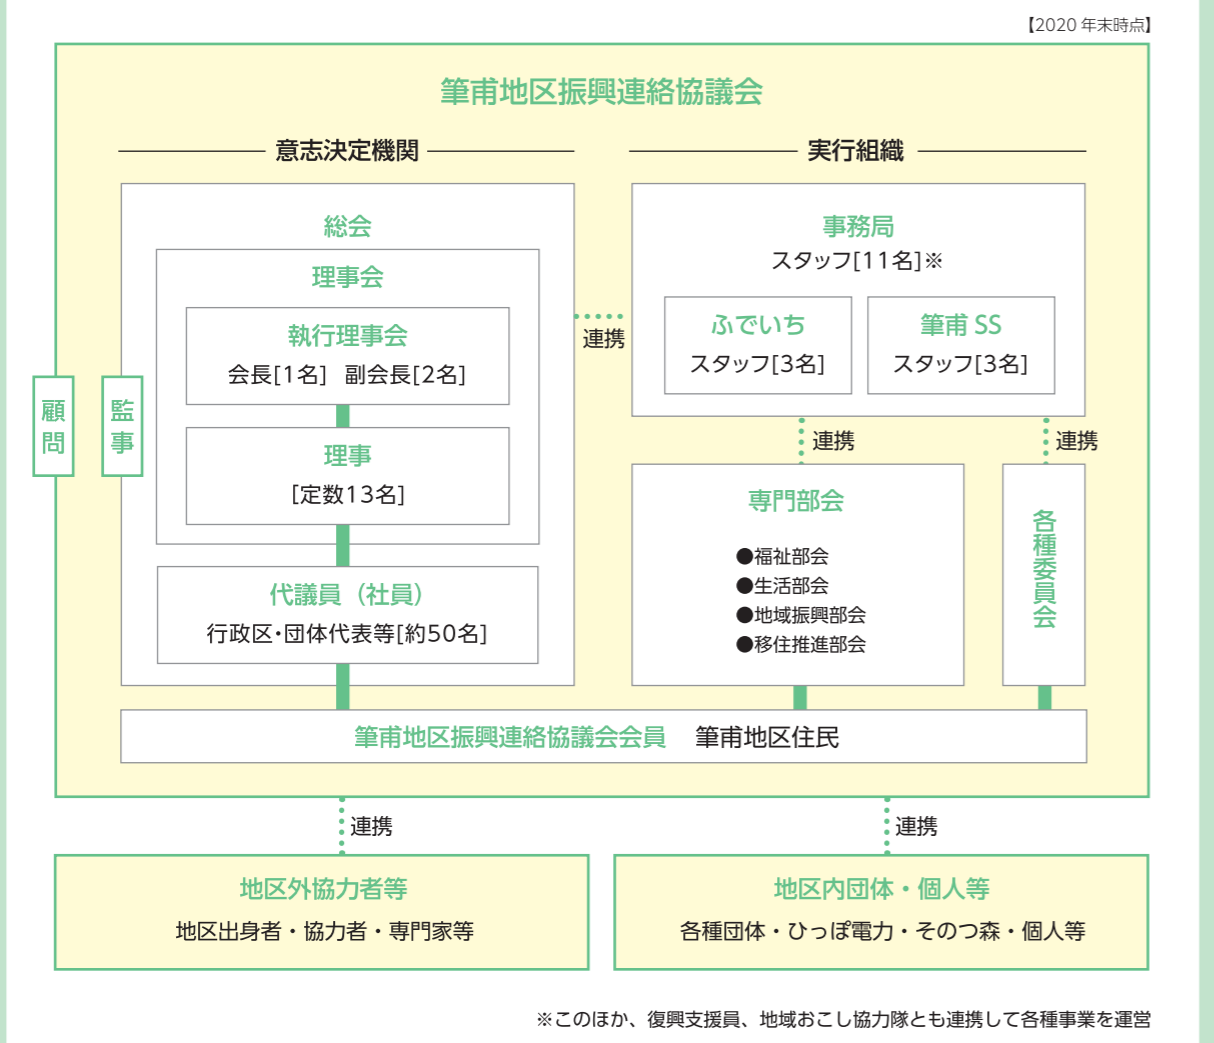 【2020 年末時点】
筆甫地区振興連絡協議会
意志決定機関
実行組織
総会
理事会
執行理事会
会長[1名] 副会長[2名]
理事
[定数13名]
代議員（社員）
行政区・団体代表等[約50名]
顧問
監事
連携
事務局
スタッフ[11名]※
ふでいち
スタッフ[3名]
筆甫 SS
スタッフ[3名]
連携
連携
専門部会
●福祉部会
●生活部会
●地域振興部会
●移住推進部会
各種委員会
筆甫地区振興連絡協議会会員 筆甫地区住民
連携
連携
地区外協力者等
地区出身者・協力者・専門家等
地区内団体・個人等
各種団体・ひっぽ電力・そのつ森・個人等
※このほか、復興支援員、地域おこし協力隊とも連携して各種事業を運営